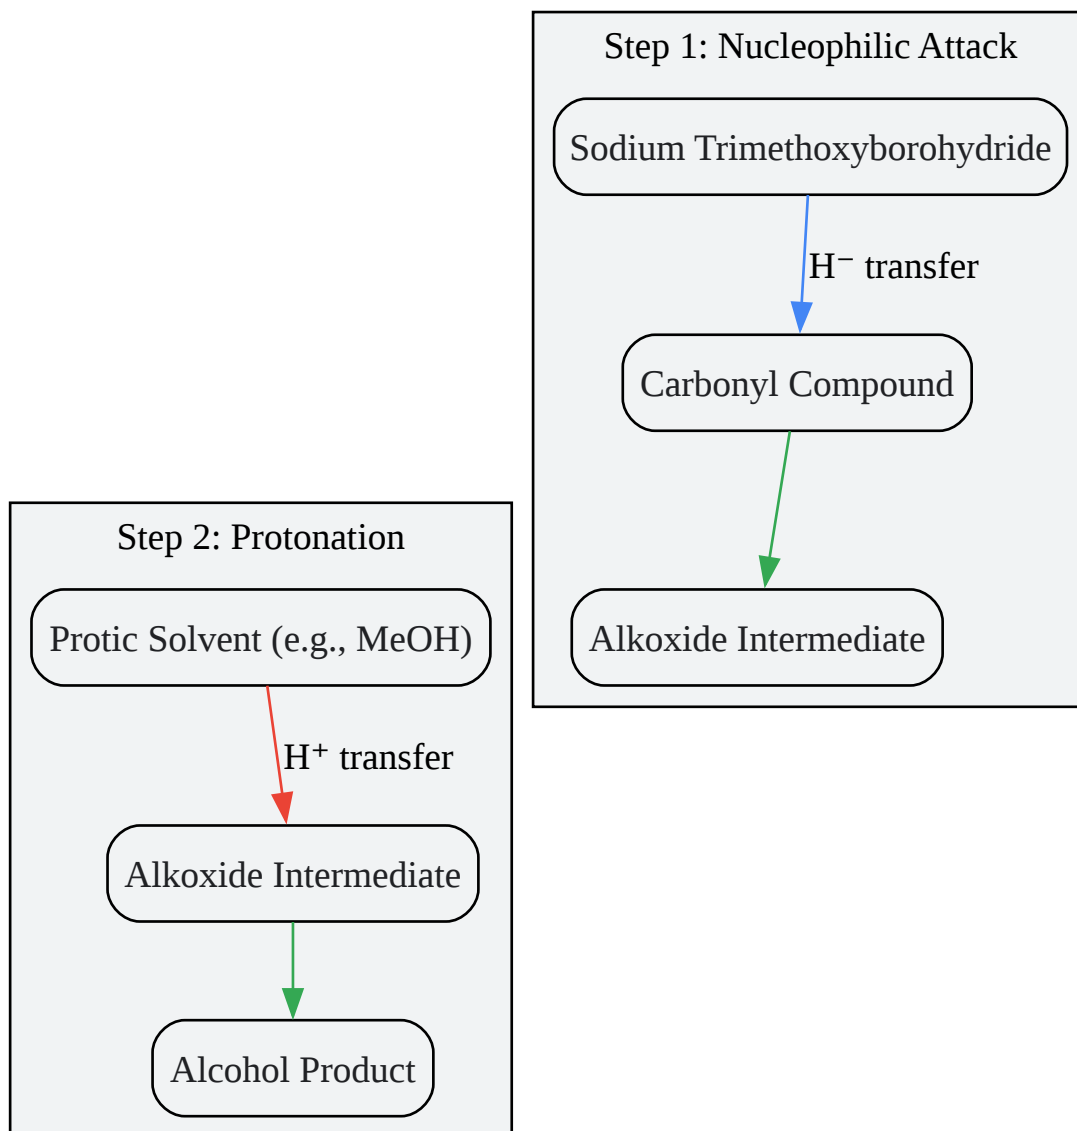 Step 1: Nucleophilic Attack
Sodium Trimethoxyborohydride
H⁻ transfer
Carbonyl Compound
Alkoxide Intermediate
Step 2: Protonation
Protic Solvent (e.g., MeOH)
H⁺ transfer
Alkoxide Intermediate
Alcohol Product